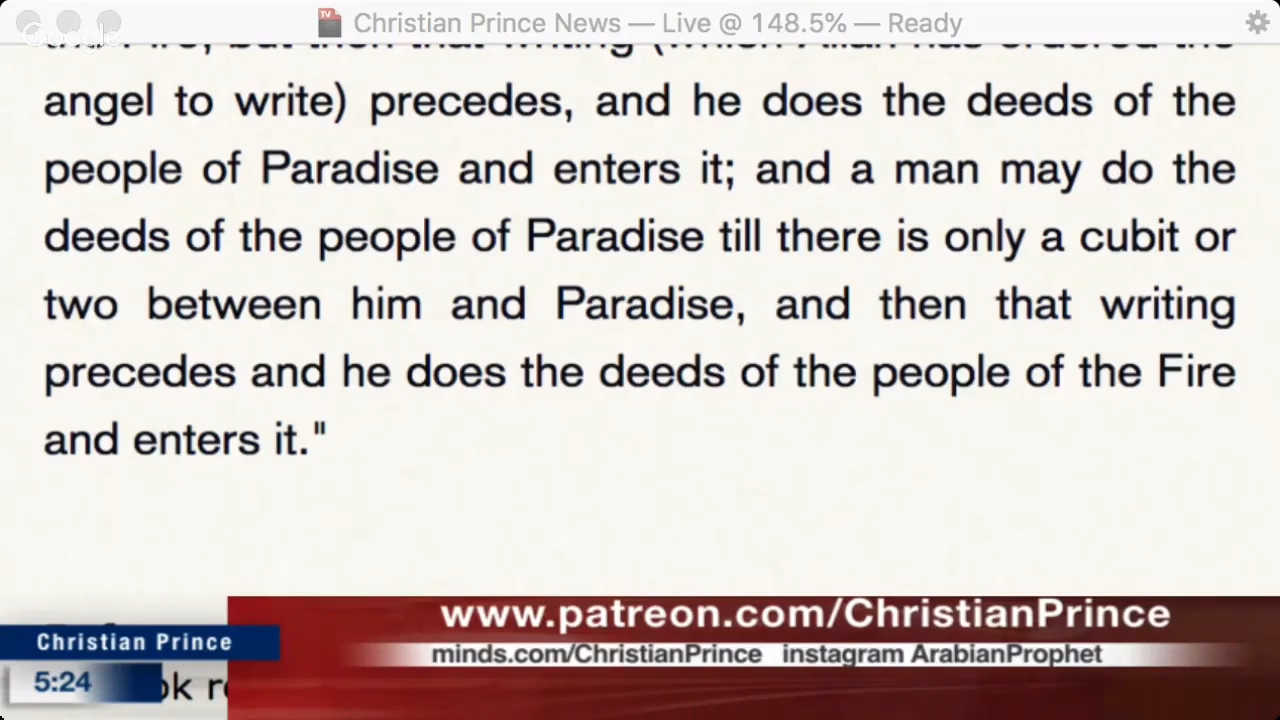 Christian Prince News — Live @ 148.5% — Ready
Google
TV
angel to write) precedes, and he does the deeds of the
people of Paradise and enters it; and a man may do the
deeds of the people of Paradise till there is only a cubit or
two between him and Paradise, and then that writing
precedes and he does the deeds of the people of the Fire
and enters it."
www.patreon.com/ChristianPrince
Christian Prince
minds.com/ChristianPrince instagram ArabianProphet
5:24